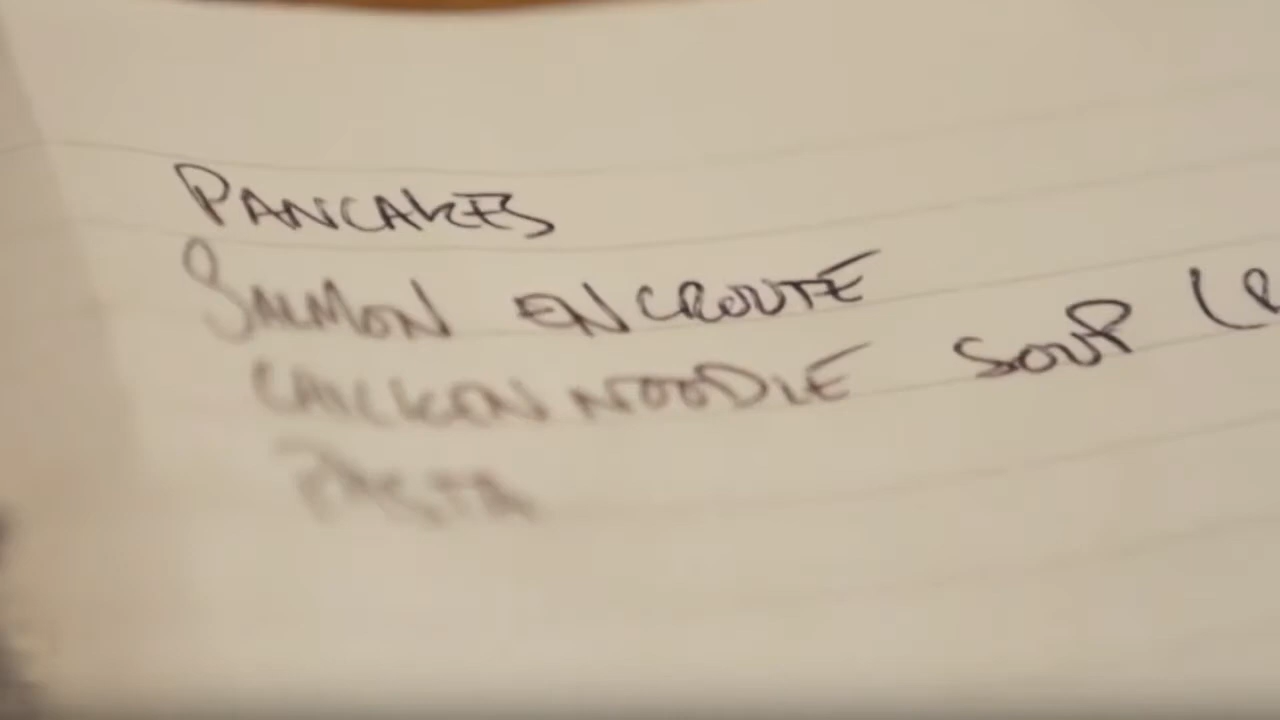 PANCAKES
SALMON EN CROUTE
CHICKEN NOODLE SOUP (
PASTA